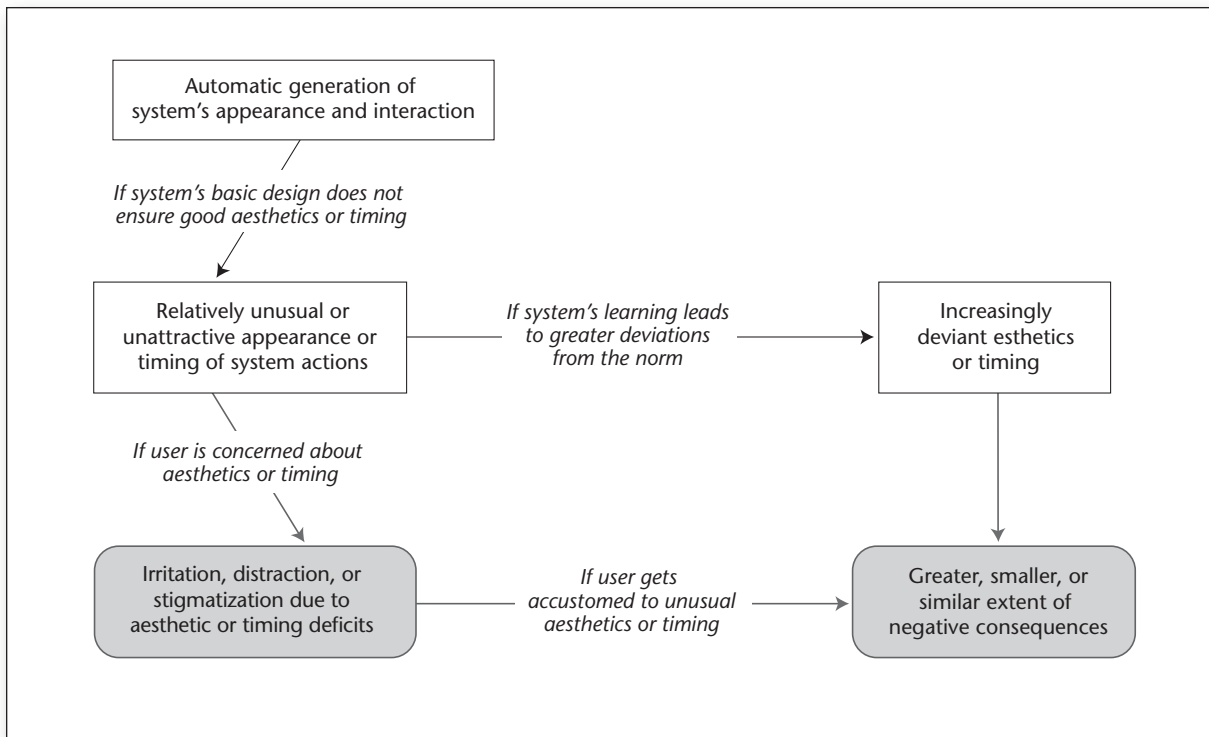 Automatic generation of
system’s appearance and interaction
If system’s basic design does not
ensure good aesthetics or timing
Relatively unusual or
unattractive appearance or
timing of system actions
If system’s learning leads
to greater deviations
from the norm
Increasingly
deviant esthetics
or timing
If user is concerned about
aesthetics or timing
Irritation, distraction, or
stigmatization due to
aesthetic or timing deficits
If user gets
accustomed to unusual
aesthetics or timing
Greater, smaller, or
similar extent of
negative consequences